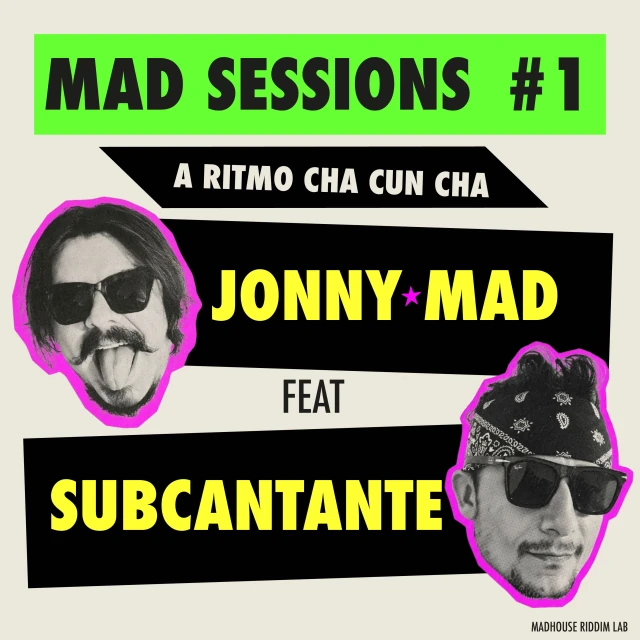 MAD SESSIONS #1
A RITMO CHA CUN CHA
JONNY★MAD
FEAT
SUBCANTANTE
MADHOUSE RIDDIM LAB